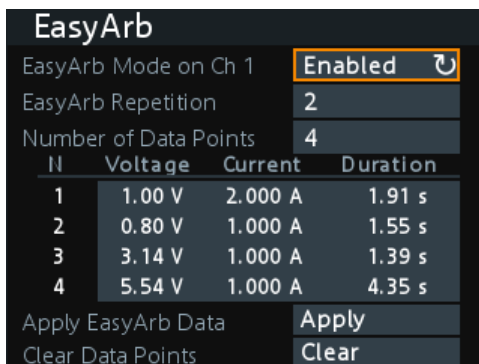 EasyArb
EasyArb Mode on Ch 1 Enabled
EasyArb Repetition 2
Number of Data Points 4
N Voltage Current Duration
1 1.00 V 2.000 A 1.91 s
2 0.80 V 1.000 A 1.55 s
3 3.14 V 1.000 A 1.39 s
4 5.54 V 1.000 A 4.35 s
Apply EasyArb Data Apply
Clear Data Points Clear